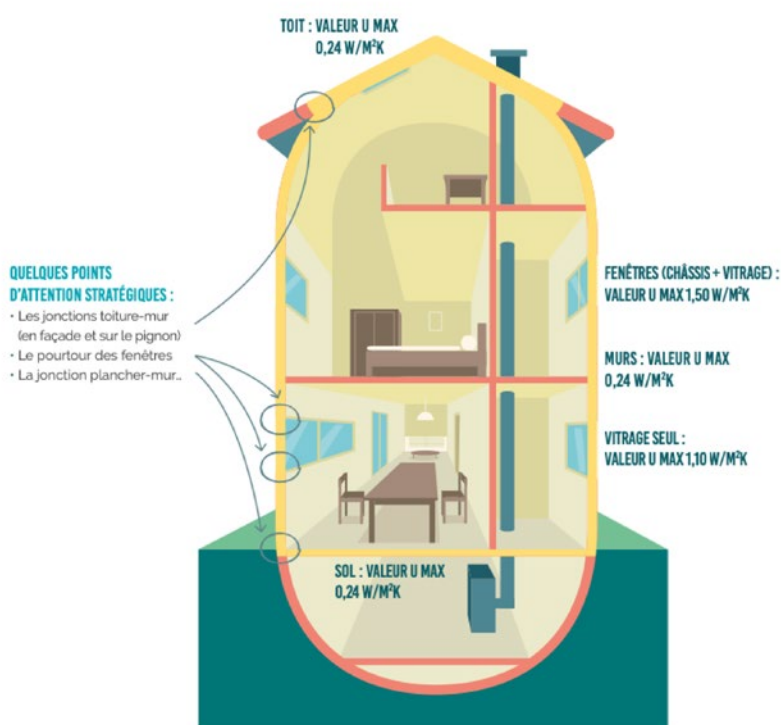 TOIT : VALEUR U MAX
0,24 W/M²K
QUELQUES POINTS
D'ATTENTION STRATÉGIQUES :
• Les jonctions toiture-mur
(en façade et sur le pignon)
• Le pourtour des fenêtres
• La jonction plancher-mur...
FENÊTRES (CHÂSSIS + VITRAGE) :
VALEUR U MAX 1,50 W/M²K
MURS : VALEUR U MAX
0,24 W/M²K
VITRAGE SEUL :
VALEUR U MAX 1,10 W/M²K
SOL : VALEUR U MAX
0,24 W/M²K